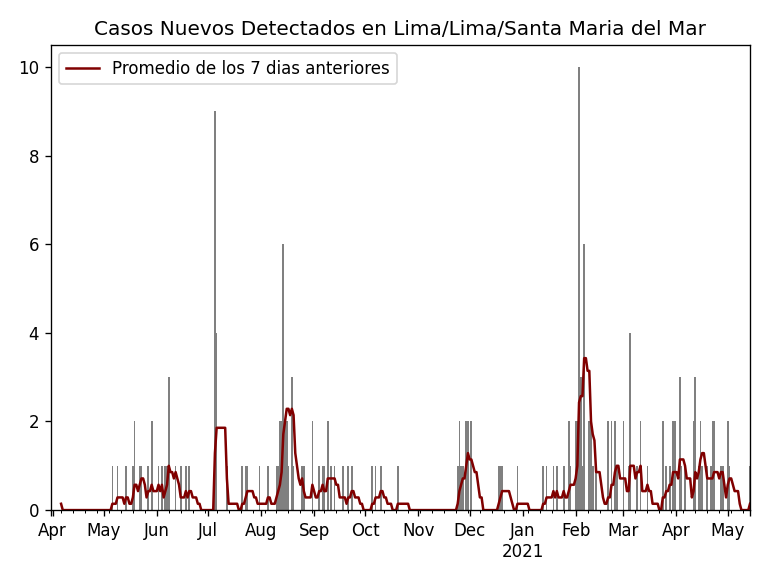 Casos Nuevos Detectados en Lima/Lima/Santa Maria del Mar
Promedio de los 7 dias anteriores
10
8
6
4
2
0
Apr May Jun Jul Aug Sep Oct Nov Dec Jan Feb Mar Apr May
2021